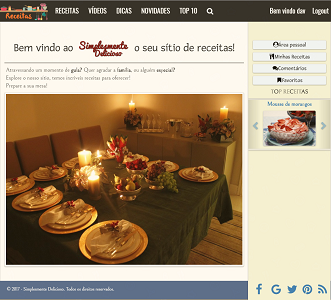 Receitas RECEITAS VÍDEOS DICAS NOVIDADES TOP 10 Bem vindo dav Logout
Bem vindo ao Simplesmente Delicioso o seu sítio de receitas!
Atravessando um momento de gula? Quer agradar a família, ou alguém especial?
Explore o nosso sítio, temos incríveis receitas para oferecer!
Prepare a sua mesa!
Área pessoal
Minhas Receitas
Comentários
Favoritos
TOP RECEITAS
Mousse de morangos
© 2017 - Simplesmente Delicioso. Todos os direitos reservados.